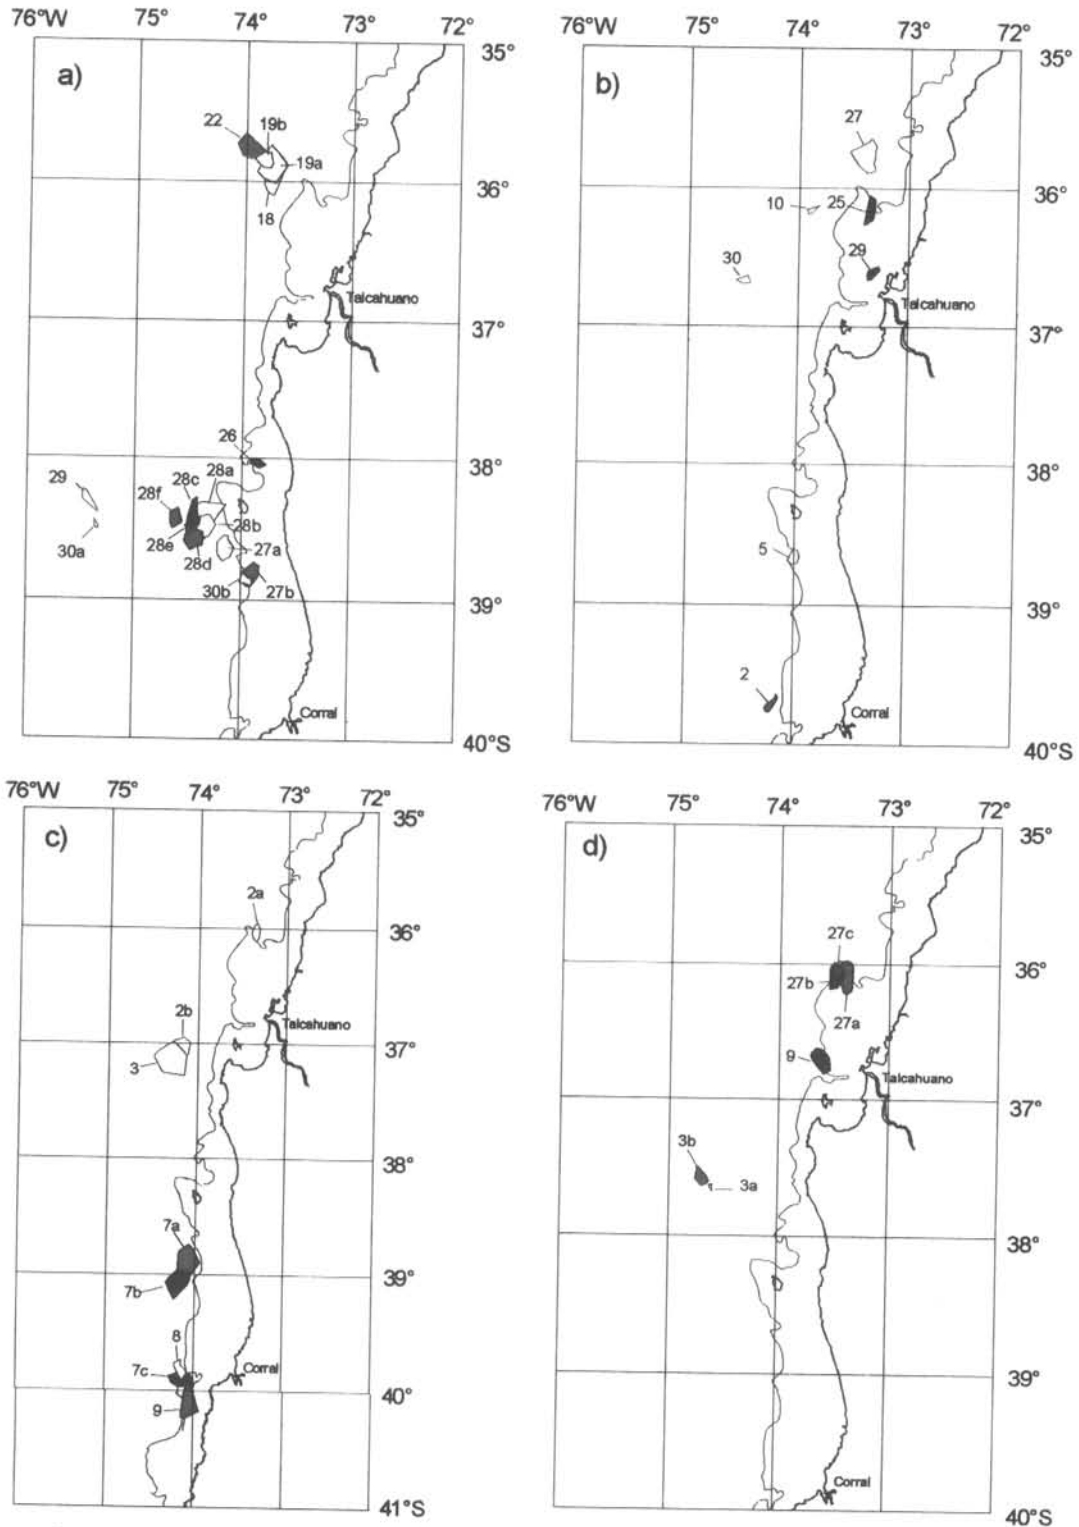 76°W 75° 74° 73° 72°
35°
a)
22
19b
19a
18
36°
Talcahuano
37°
26
38°
29
28c
28a
28f
28b
30a
28e
27a
28d
30b
27b
39°
Corral
40°S
76°W 75° 74° 73° 72°
35°
b)
27
36°
10
25
30
29
Talcahuano
37°
38°
5
39°
2
Corral
40°S
76°W 75° 74° 73° 72°
35°
c)
2a
36°
2b
Talcahuano
3
37°
38°
7a
7b
39°
8
7c
Corral
9
40°
41°S
76°W 75° 74° 73° 72°
35°
d)
27c
36°
27b
27a
9
Talcahuano
37°
3b
3a
38°
39°
Corral
40°S